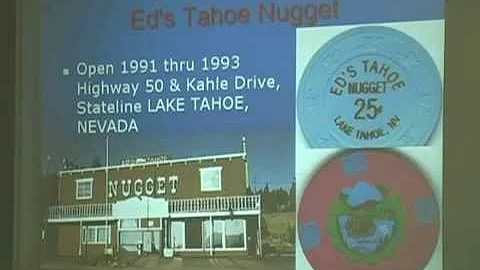 Ed's Tahoe Nugget
Open 1991 thru 1993
Highway 50 & Kahle Drive,
Stateline LAKE TAHOE,
NEVADA
NUGGET
ED'S TAHOE
NUGGET
25¢
LAKE TAHOE, NV